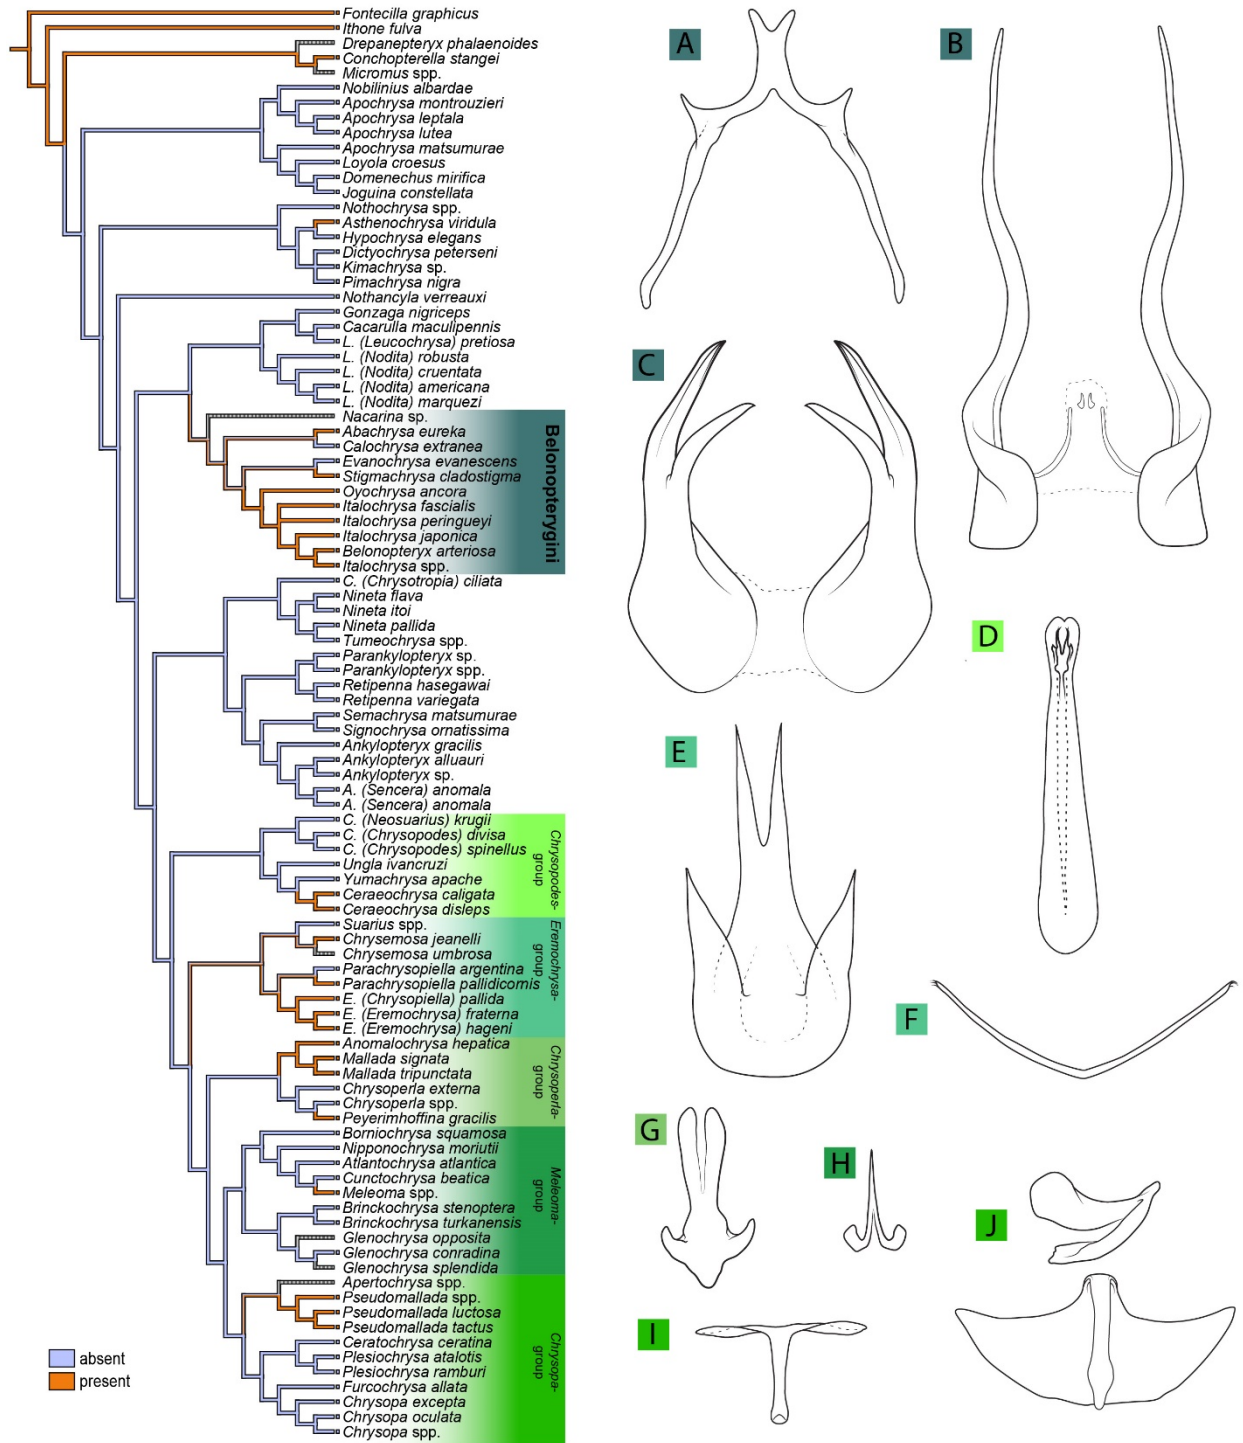 Fontecilla graphicus
Ithone fulva
Drepanepteryx phalaenoides
Conchopterella stangei
Micromus spp.
Nobilinius albardae
Apochrysa montrouzieri
Apochrysa leptala
Apochrysa lutea
Apochrysa matsumurae
Loyola croesus
Domenechus mirifica
Joguina constellata
Nothochrysa spp.
Asthenochrysa viridula
Hypochrysa elegans
Dictyochrysa peterseni
Kimachrysa sp.
Pimachrysa nigra
Nothancyla verreauxi
Gonzaga nigriceps
Cacarulla maculipennis
L. (Leucochrysa) pretiosa
L. (Nodita) robusta
L. (Nodita) cruentata
L. (Nodita) americana
L. (Nodita) marquezi
Nacarina sp.
Abachrysa eureka
Calochrysa extranea
Evanochrysa evanescens
Stigmachrysa cladostigma
Oyochrysa ancora
Italochrysa fascialis
Italochrysa peringueyi
Italochrysa japonica
Belonopteryx arteriosa
Italochrysa spp.
Belonopterygini
C. (Chrysotropia) ciliata
Nineta flava
Nineta itoi
Nineta pallida
Tumeochrysa spp.
Parankylopteryx sp.
Parankylopteryx spp.
Retipenna hasegawai
Retipenna variegata
Semachrysa matsumurae
Signochrysa ornatissima
Ankylopteryx gracilis
Ankylopteryx alluauri
Ankylopteryx sp.
A. (Sencera) anomala
A. (Sencera) anomala
C. (Neosuarius) krugii
C. (Chrysopodes) divisa
C. (Chrysopodes) spinellus
Ungla ivancruzi
Yumachrysa apache
Ceraeochrysa caligata
Ceraeochrysa disleps
Chrysopodes-
group
Suarius spp.
Chrysemosa jeanelli
Chrysemosa umbrosa
Parachrysopiella argentina
Parachrysopiella pallidicornis
E. (Chrysopiella) pallida
E. (Eremochrysa) fraterna
E. (Eremochrysa) hageni
Eremochrysa-
group
Anomalochrysa hepatica
Mallada signata
Mallada tripunctata
Chrysoperla externa
Chrysoperla spp.
Peyerimhoffina gracilis
Chrysoperla-
group
Borniochrysa squamosa
Nipponochrysa moriutii
Atlantochrysa atlantica
Cunctochrysa beatica
Meleoma spp.
Brinckochrysa stenoptera
Brinckochrysa turkanensis
Glenochrysa opposita
Glenochrysa conradina
Glenochrysa splendida
Meleoma-
group
Apertochrysa spp.
Pseudomallada spp.
Pseudomallada luctosa
Pseudomallada tactus
Ceratochrysa ceratina
Plesiochrysa atalotis
Plesiochrysa ramburi
Furcochrysa allata
Chrysopa excepta
Chrysopa oculata
Chrysopa spp.
Chrysopa-
group
absent
present
A
B
C
D
E
F
G
H
I
J